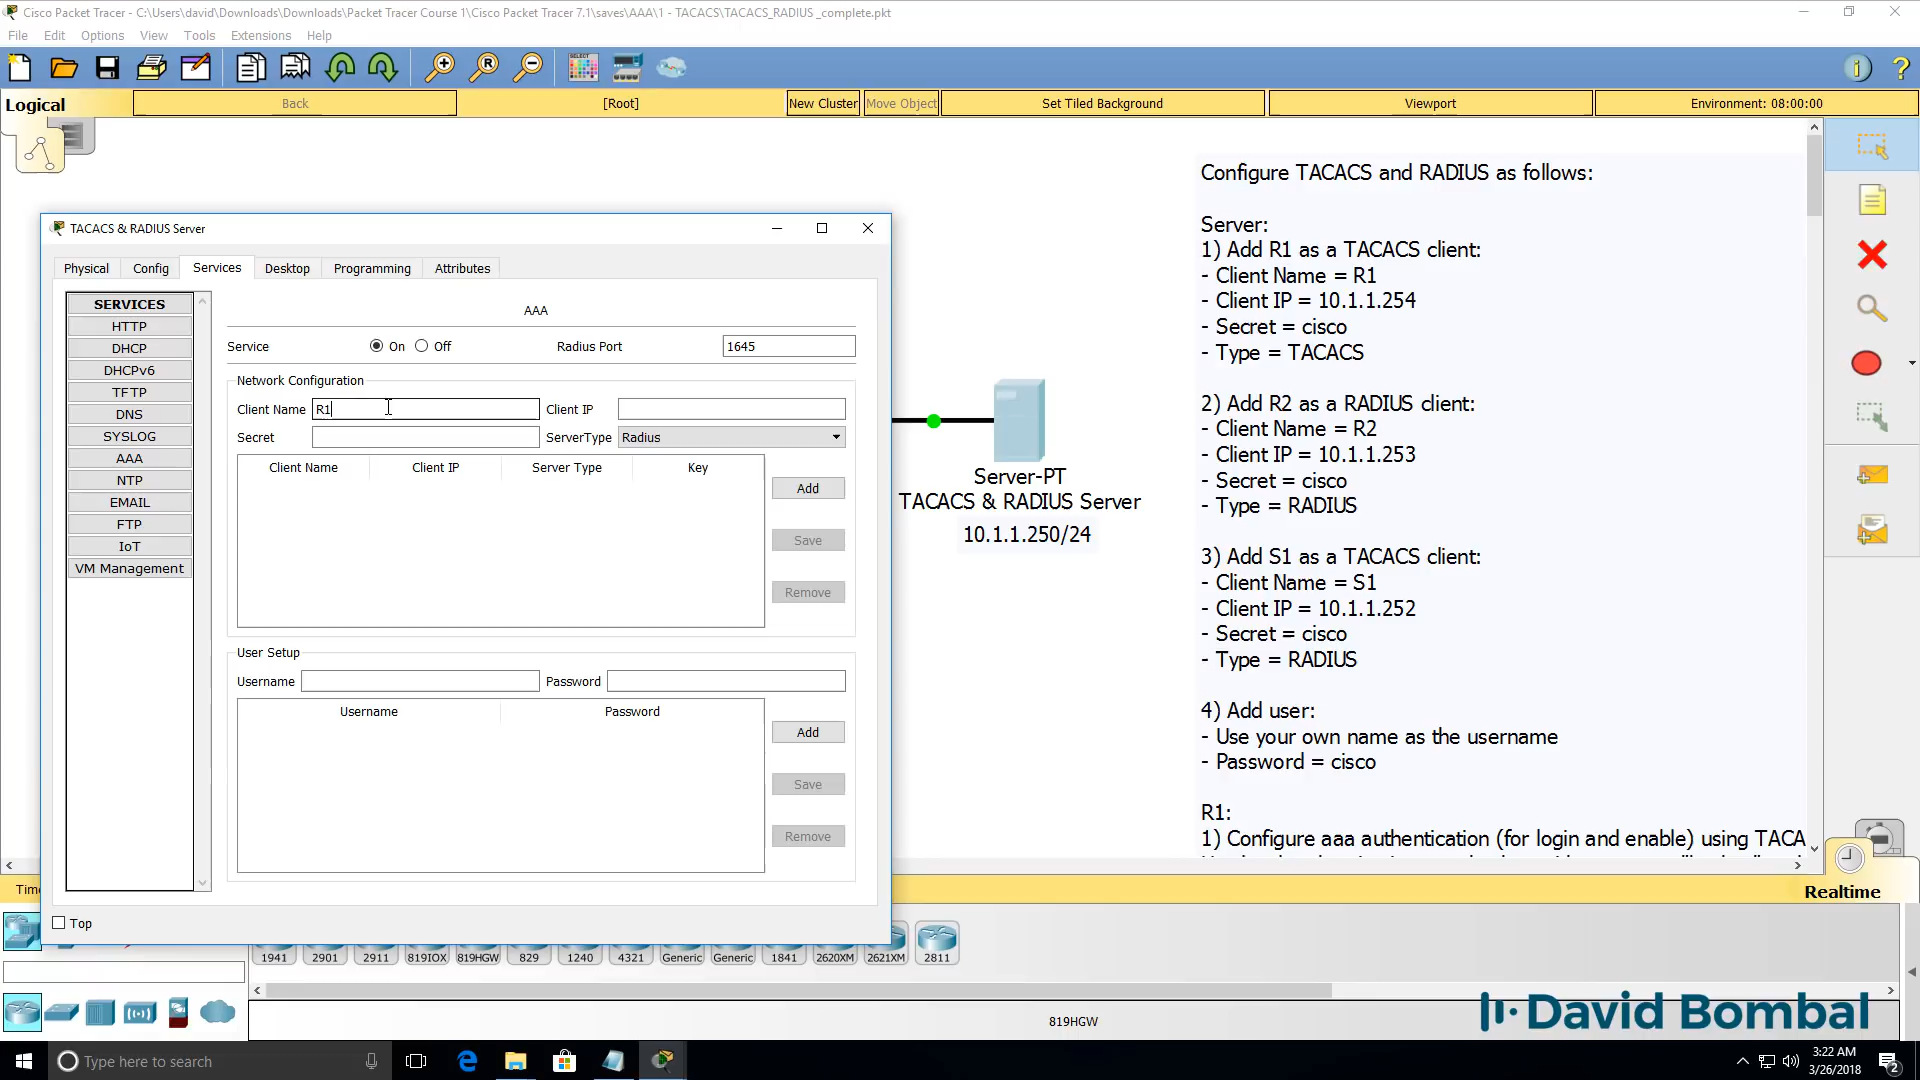 Cisco Packet Tracer - C:\Users\david\Downloads\Downloads\Packet Tracer Course 1\Cisco Packet Tracer 7.1\saves\AAA\1 - TACACS\TACACS_RADIUS _complete.pkt
File Edit Options View Tools Extensions Help
Logical Back [Root] New Cluster Move Object Set Tiled Background Viewport Environment: 08:00:00
TACACS & RADIUS Server
Physical Config Services Desktop Programming Attributes
SERVICES
HTTP
DHCP
DHCPv6
TFTP
DNS
SYSLOG
AAA
NTP
EMAIL
FTP
IoT
VM Management
AAA
Service On Off Radius Port 1645
Network Configuration
Client Name R1 Client IP
Secret ServerType Radius
Client Name Client IP Server Type Key
Add
Save
Remove
User Setup
Username Password
Username Password
Add
Save
Remove
Top
Server-PT
TACACS & RADIUS Server
10.1.1.250/24
Configure TACACS and RADIUS as follows:
Server:
1) Add R1 as a TACACS client:
- Client Name = R1
- Client IP = 10.1.1.254
- Secret = cisco
- Type = TACACS
2) Add R2 as a RADIUS client:
- Client Name = R2
- Client IP = 10.1.1.253
- Secret = cisco
- Type = RADIUS
3) Add S1 as a TACACS client:
- Client Name = S1
- Client IP = 10.1.1.252
- Secret = cisco
- Type = RADIUS
4) Add user:
- Use your own name as the username
- Password = cisco
R1:
1) Configure aaa authentication (for login and enable) using TACA
Time
Realtime
1941 2901 2911 819IOX 819HGW 829 1240 4321 Generic Generic 1841 2620XM 2621XM 2811
819HGW
David Bombal
Type here to search
3:22 AM
3/26/2018
2